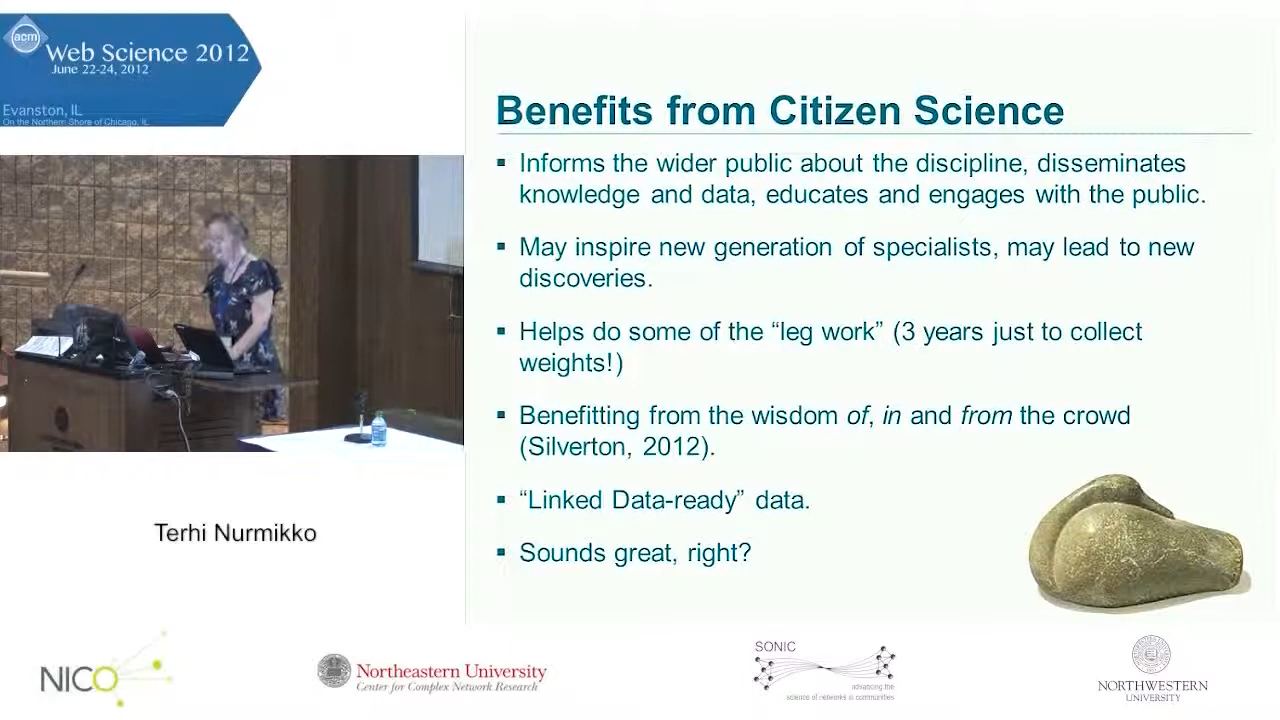 acm
Web Science 2012
June 22-24, 2012
Evanston, IL
On the Northern Shore of Chicago, IL
Benefits from Citizen Science
▪ Informs the wider public about the discipline, disseminates
knowledge and data, educates and engages with the public.
▪ May inspire new generation of specialists, may lead to new
discoveries.
▪ Helps do some of the “leg work” (3 years just to collect
weights!)
▪ Benefitting from the wisdom of, in and from the crowd
(Silverton, 2012).
▪ “Linked Data-ready” data.
▪ Sounds great, right?
Terhi Nurmikko
NICO
Northeastern University
Center for Complex Network Research
SONIC
advancing the
science of networks in communities
NORTHWESTERN
UNIVERSITY